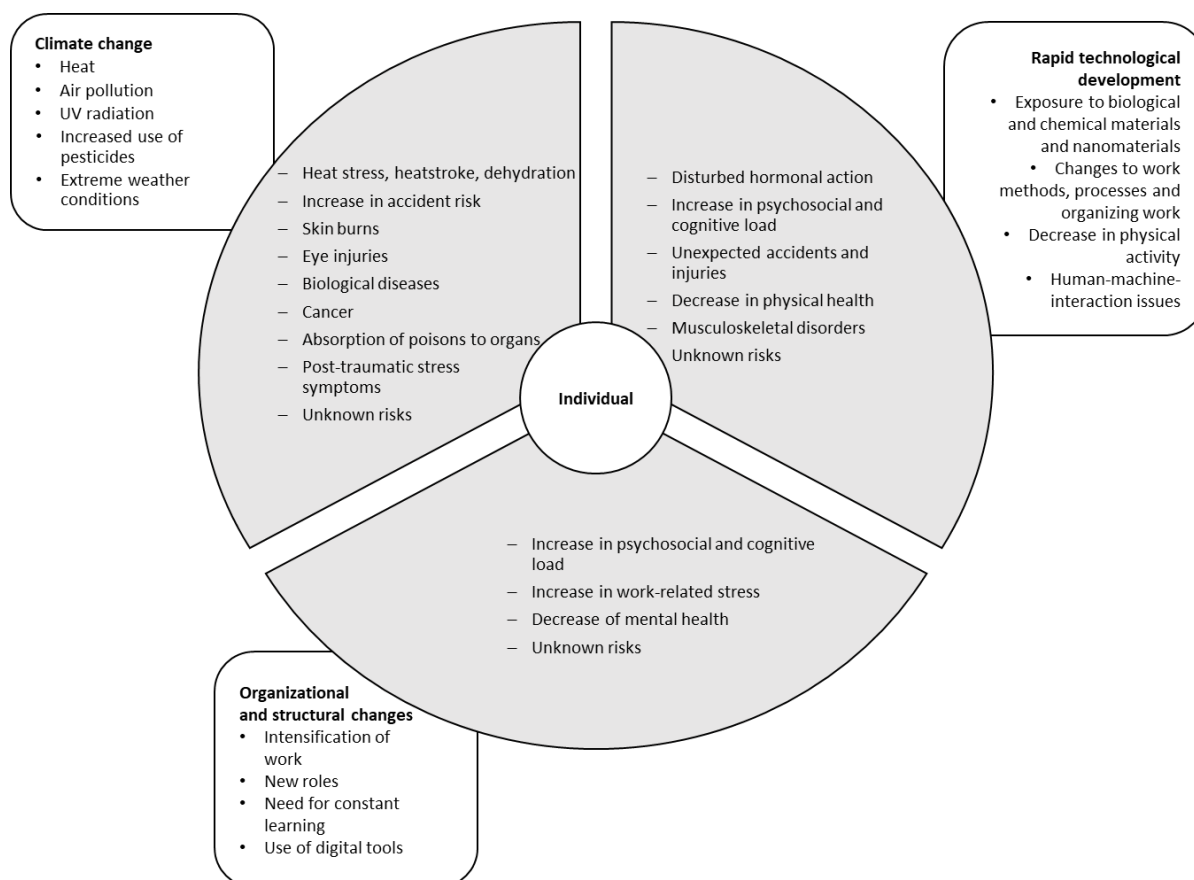 Climate change
• Heat
• Air pollution
• UV radiation
• Increased use of
pesticides
• Extreme weather
conditions
Rapid technological
development
• Exposure to biological
and chemical materials
and nanomaterials
• Changes to work
methods, processes and
organizing work
• Decrease in physical
activity
• Human-machine-
interaction issues
– Heat stress, heatstroke, dehydration
– Increase in accident risk
– Skin burns
– Eye injuries
– Biological diseases
– Cancer
– Absorption of poisons to organs
– Post-traumatic stress
symptoms
– Unknown risks
– Disturbed hormonal action
– Increase in psychosocial and
cognitive load
– Unexpected accidents and
injuries
– Decrease in physical health
– Musculoskeletal disorders
Unknown risks
Individual
– Increase in psychosocial and cognitive
load
– Increase in work-related stress
– Decrease of mental health
– Unknown risks
Organizational
and structural changes
• Intensification of
work
• New roles
• Need for constant
learning
• Use of digital tools